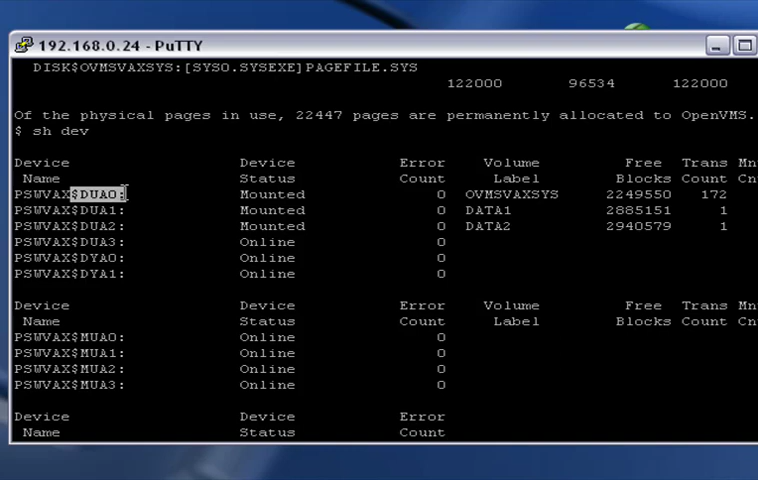 192.168.0.24 - PuTTY
DISK$OVMSVAXSYS:[SYS0.SYSEXE]PAGEFILE.SYS
122000 96534 122000
Of the physical pages in use, 22447 pages are permanently allocated to OpenVMS.
$ sh dev
Device Device Error Volume Free Trans Mn
Name Status Count Label Blocks Count Cn
PSWVAX$DUA0: Mounted 0 OVMSVAXSYS 2249550 172
PSWVAX$DUA1: Mounted 0 DATA1 2885151 1
PSWVAX$DUA2: Mounted 0 DATA2 2940579 1
PSWVAX$DUA3: Online 0
PSWVAX$DYA0: Online 0
PSWVAX$DYA1: Online 0
Device Device Error Volume Free Trans Mn
Name Status Count Label Blocks Count Cn
PSWVAX$MUA0: Online 0
PSWVAX$MUA1: Online 0
PSWVAX$MUA2: Online 0
PSWVAX$MUA3: Online 0
Device Device Error
Name Status Count